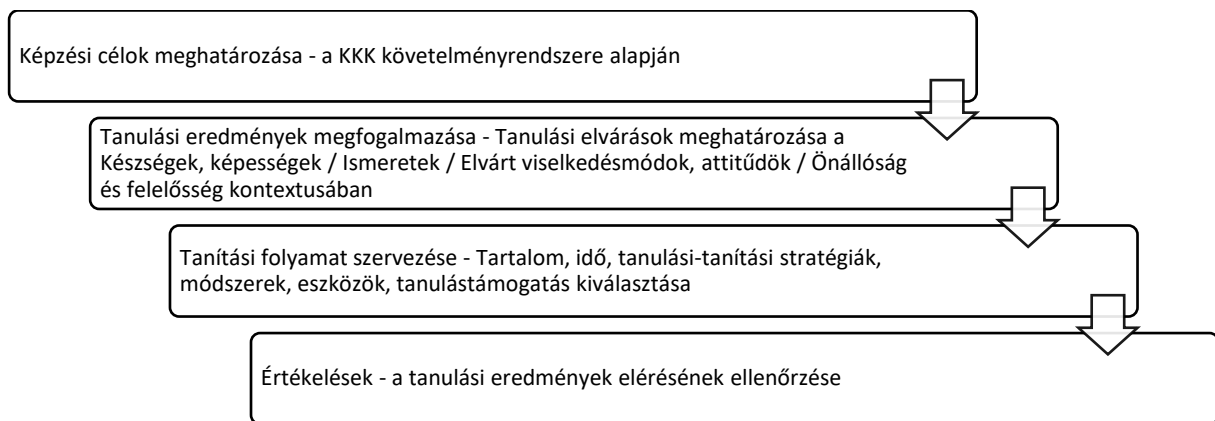 Képzési célok meghatározása - a KKK követelményrendszere alapján
Tanulási eredmények megfogalmazása - Tanulási elvárások meghatározása a
Készségek, képességek / Ismeretek / Elvárt viselkedésmódok, attitűdök / Önállóság
és felelősség kontextusában
Tanítási folyamat szervezése - Tartalom, idő, tanulási-tanítási stratégiák,
módszerek, eszközök, tanulástámogatás kiválasztása
Értékelések - a tanulási eredmények elérésének ellenőrzése